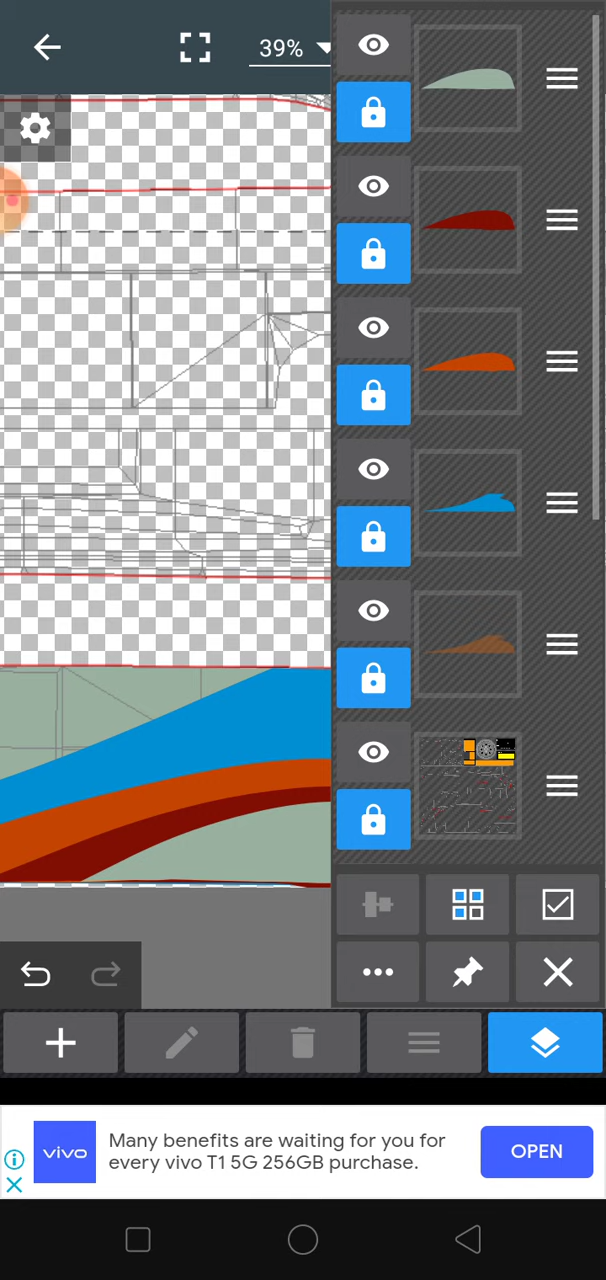 39%
vivo
Many benefits are waiting for you for
every vivo T1 5G 256GB purchase.
OPEN